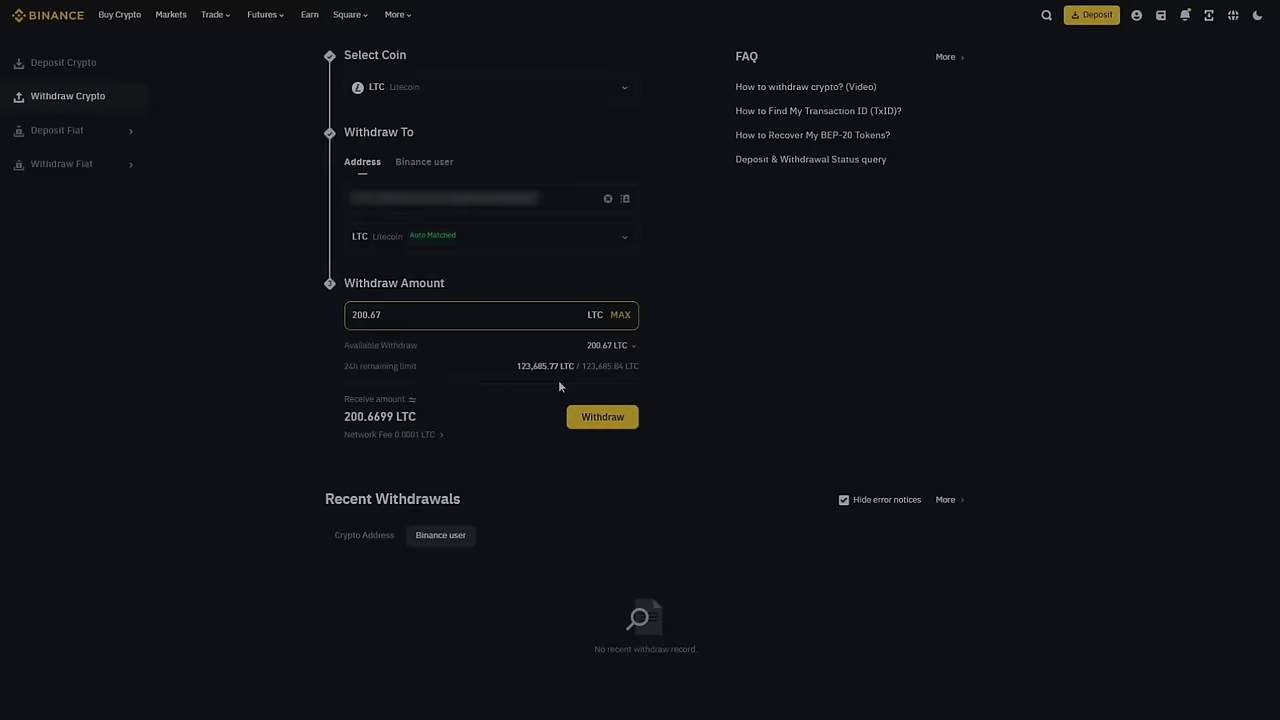 BINANCE Buy Crypto Markets Trade Futures Earn Square More Deposit
Deposit Crypto
Withdraw Crypto
Deposit Fiat
Withdraw Fiat
Select Coin
LTC Litecoin
Withdraw To
Address Binance user
LTC Litecoin Auto Matched
3 Withdraw Amount
200.67 LTC MAX
Available Withdraw 200.67 LTC
24h remaining limit 123,685.77 LTC / 123,685.84 LTC
Receive amount
200.6699 LTC
Withdraw
Network Fee 0.0001 LTC
FAQ More
How to withdraw crypto? (Video)
How to Find My Transaction ID (TxID)?
How to Recover My BEP-20 Tokens?
Deposit & Withdrawal Status query
Recent Withdrawals Hide error notices More
Crypto Address Binance user
No recent withdraw record.